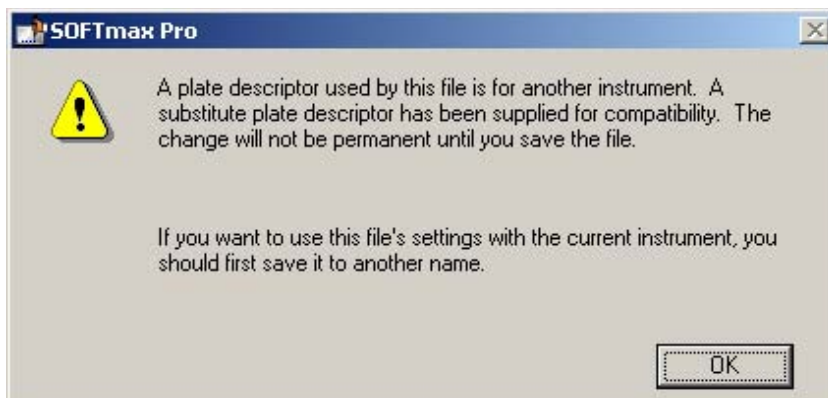 SOFTmax Pro
A plate descriptor used by this file is for another instrument. A
substitute plate descriptor has been supplied for compatibility. The
change will not be permanent until you save the file.
If you want to use this file's settings with the current instrument, you
should first save it to another name.
OK